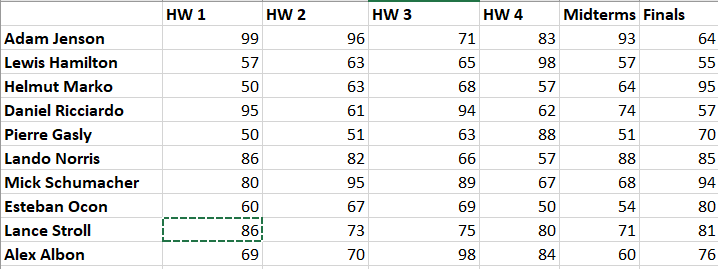 HW 1 HW 2 HW 3 HW 4 Midterms Finals
Adam Jenson 99 96 71 83 93 64
Lewis Hamilton 57 63 65 98 57 55
Helmut Marko 50 63 68 57 64 95
Daniel Ricciardo 95 61 94 62 74 57
Pierre Gasly 50 51 63 88 51 70
Lando Norris 86 82 66 57 88 85
Mick Schumacher 80 95 89 67 68 94
Esteban Ocon 60 67 69 50 54 80
Lance Stroll 86 73 75 80 71 81
Alex Albon 69 70 98 84 60 76